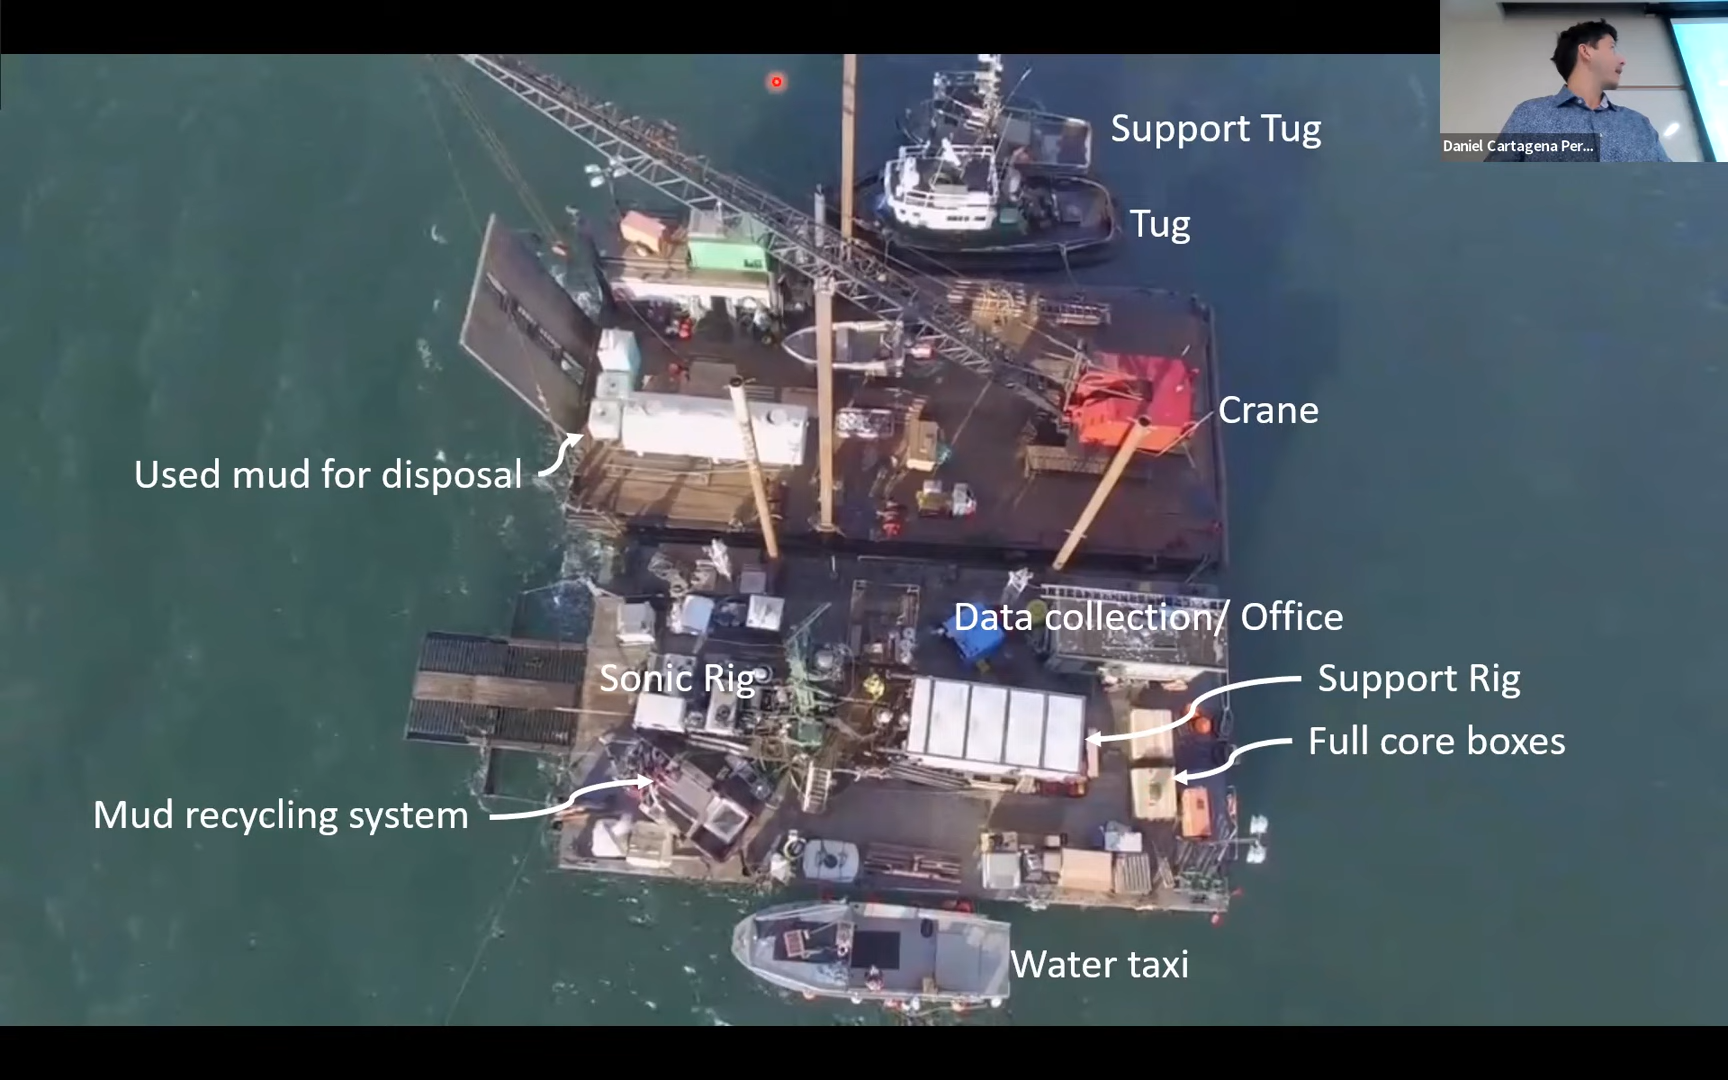 Support Tug
Daniel Cartagena Per...
Tug
Crane
Used mud for disposal
Data collection/ Office
Sonic Rig
Support Rig
Full core boxes
Mud recycling system
Water taxi